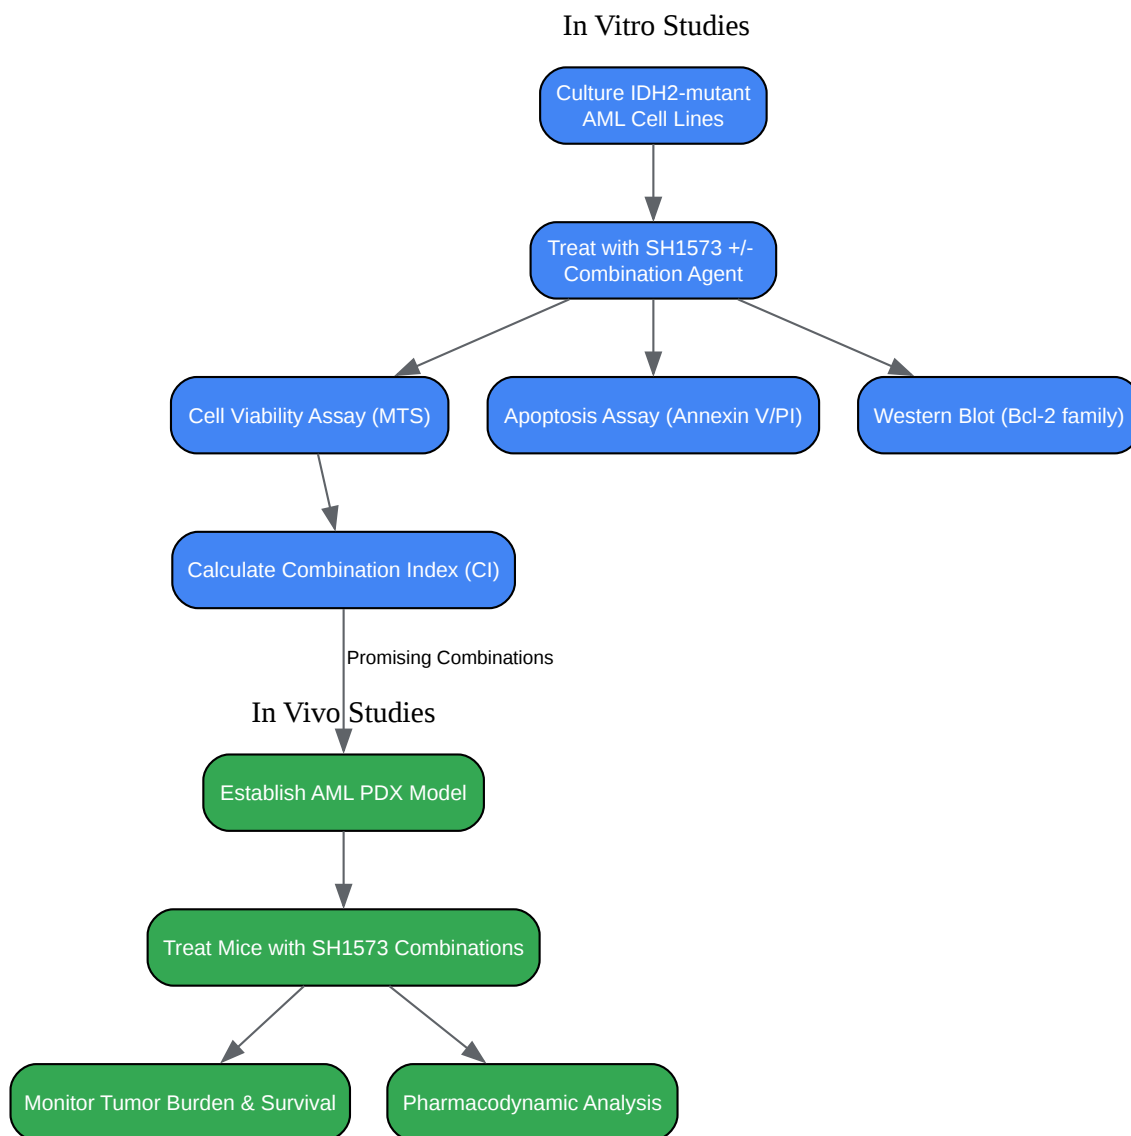 In Vitro Studies
Culture IDH2-mutant
AML Cell Lines
Treat with SH1573 +/-
Combination Agent
Cell Viability Assay (MTS)
Apoptosis Assay (Annexin V/PI)
Western Blot (Bcl-2 family)
Calculate Combination Index (CI)
Promising Combinations
In Vivo Studies
Establish AML PDX Model
Treat Mice with SH1573 Combinations
Monitor Tumor Burden & Survival
Pharmacodynamic Analysis